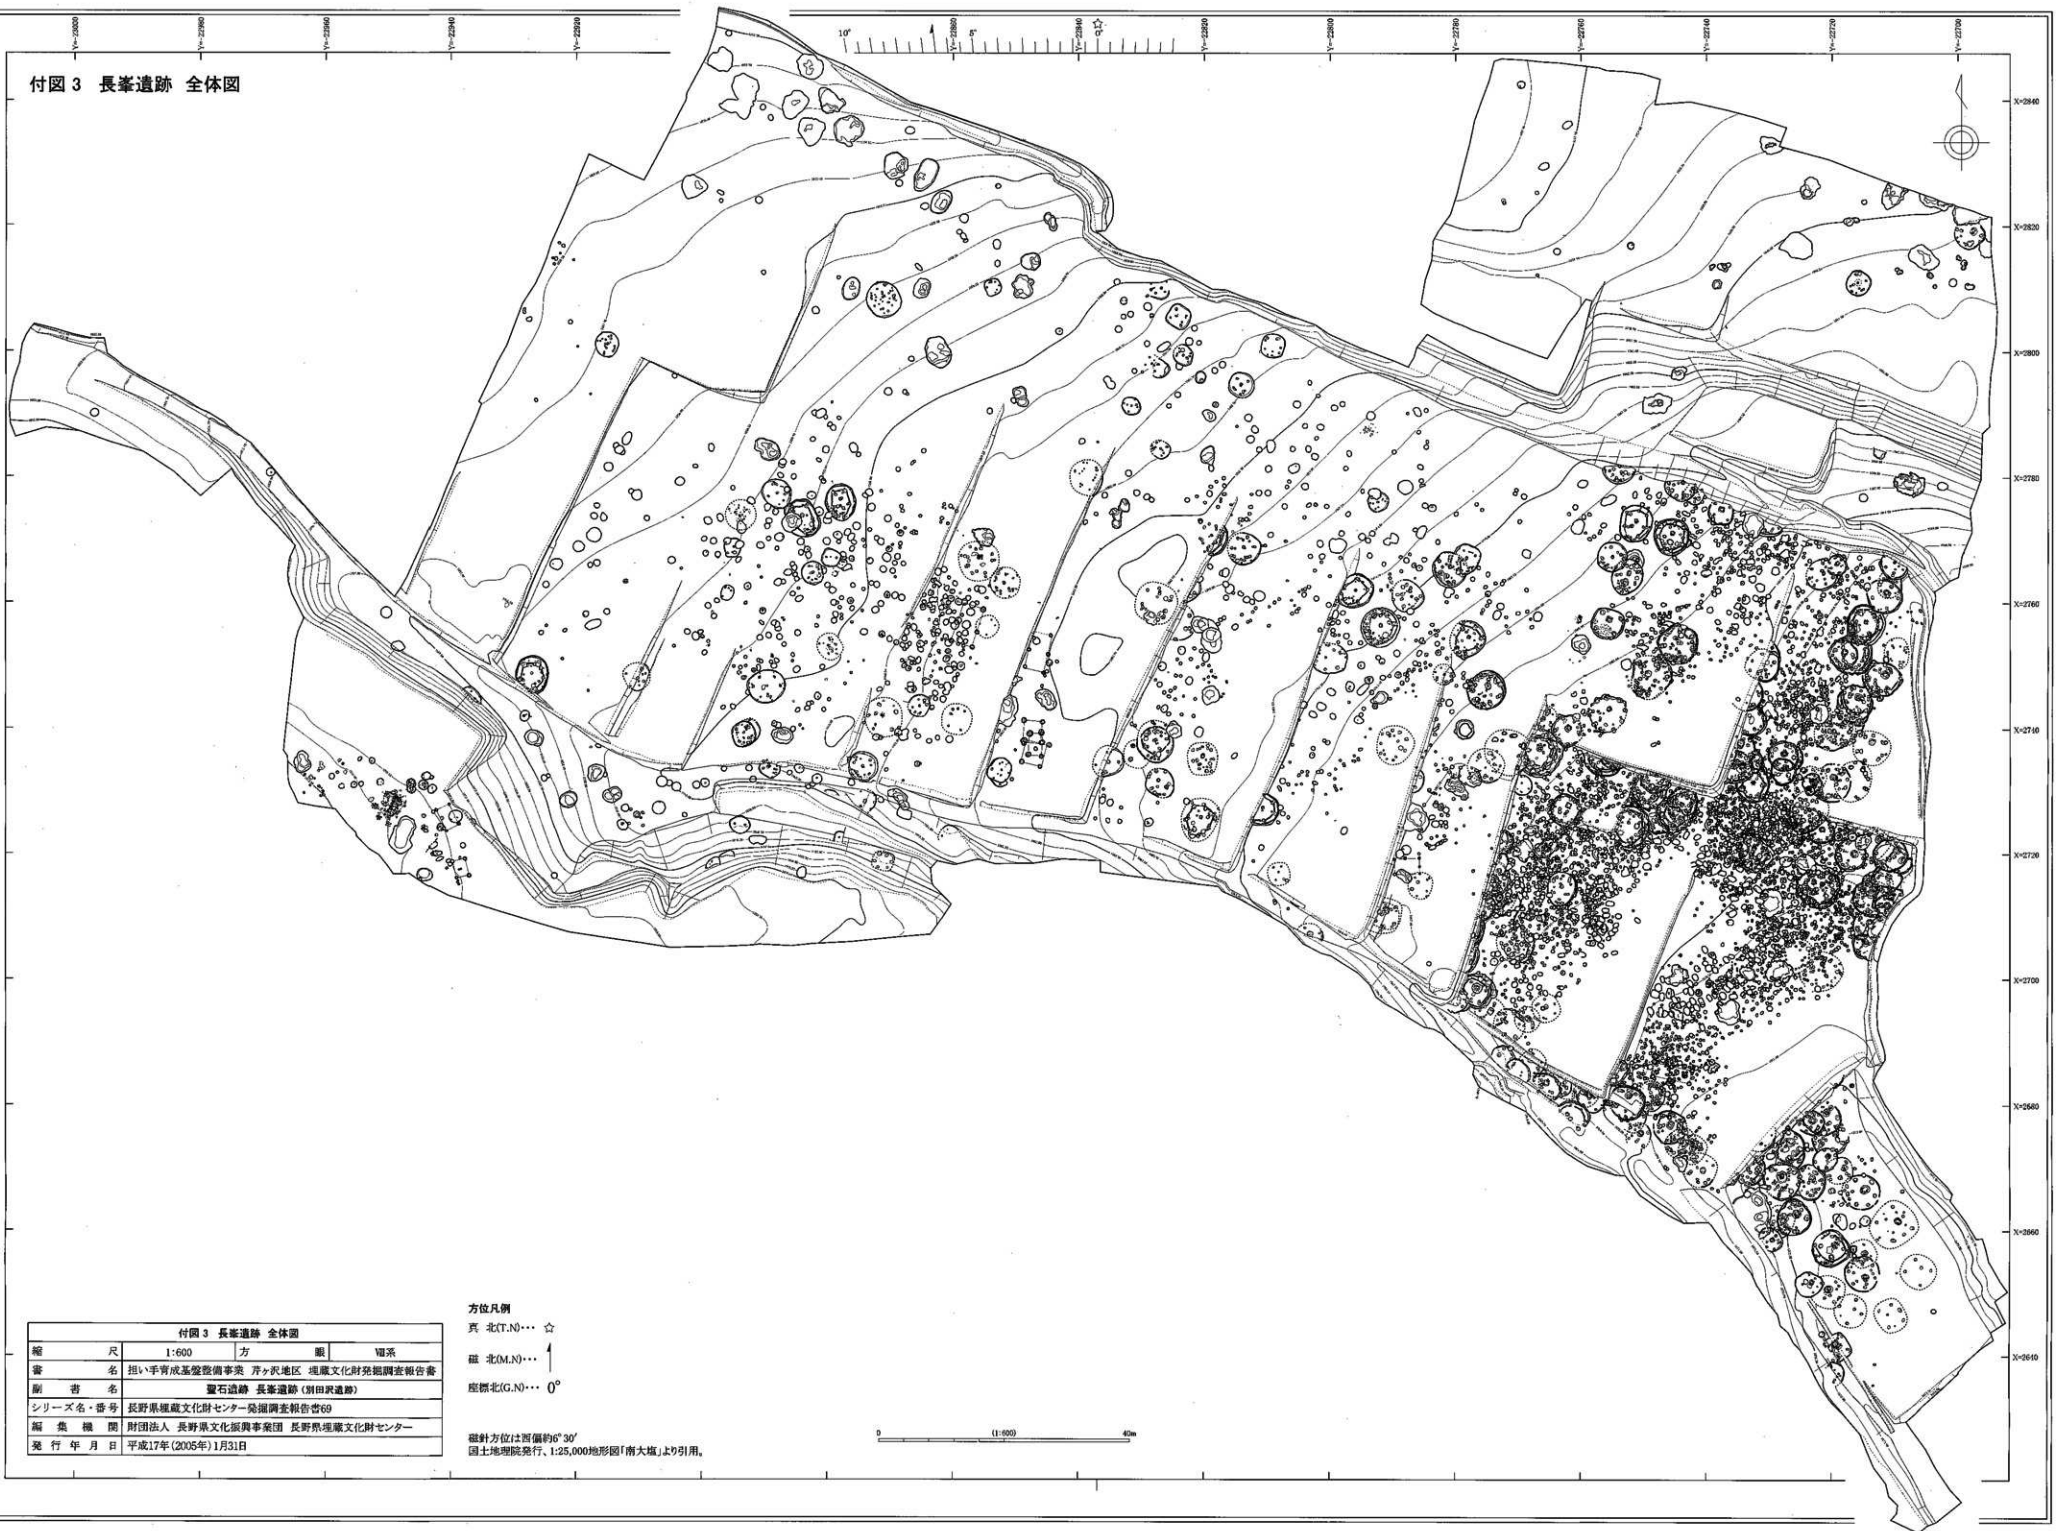 Y=-23000
Y=-22980
Y=-22960
Y=-22940
Y=-22920
10°
5°
Y=-22860
Y=-22840
0°
Y=-22820
Y=-22800
Y=-22780
Y=-22760
Y=-22740
Y=-22720
Y=-22700
付図 3 長峯遺跡 全体図
X=2840
X=2820
X=2800
X=2780
X=2760
X=2740
X=2720
X=2700
X=2680
X=2660
X=2640
方位凡例
真 北(T.N)… ☆
磁 北(M.N)…
座標北(G.N)… 0°
磁針方位は西偏約6°30′
国土地理院発行、1:25,000地形図「南大塩」より引用。
0 (1:600) 40m
付図 3 長峯遺跡 全体図
縮 尺 1:600 方 眼 Ⅷ系
書 名 担い手育成基盤整備事業 芹ヶ沢地区 埋蔵文化財発掘調査報告書
副 書 名 聖石遺跡 長峯遺跡 (別田沢遺跡)
シリーズ名・番号 長野県埋蔵文化財センター発掘調査報告書69
編 集 機 関 財団法人 長野県文化振興事業団 長野県埋蔵文化財センター
発 行 年 月 日 平成17年(2005年)1月31日